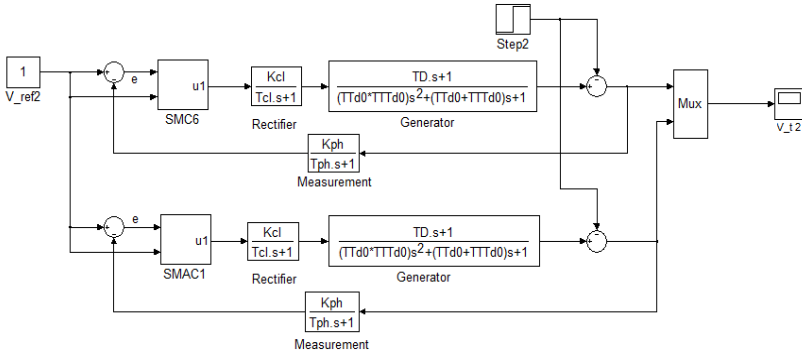 Step2
1
V_ref2
+
-
e
u1
SMC6
Kcl
Tcl.s+1
Rectifier
TD.s+1
(TTd0*TTTd0)s²+(TTd0+TTTd0)s+1
Generator
-
+
Mux
V_t 2
Kph
Tph.s+1
Measurement
+
-
e
u1
SMAC1
Kcl
Tcl.s+1
Rectifier
TD.s+1
(TTd0*TTTd0)s²+(TTd0+TTTd0)s+1
Generator
-
+
Kph
Tph.s+1
Measurement